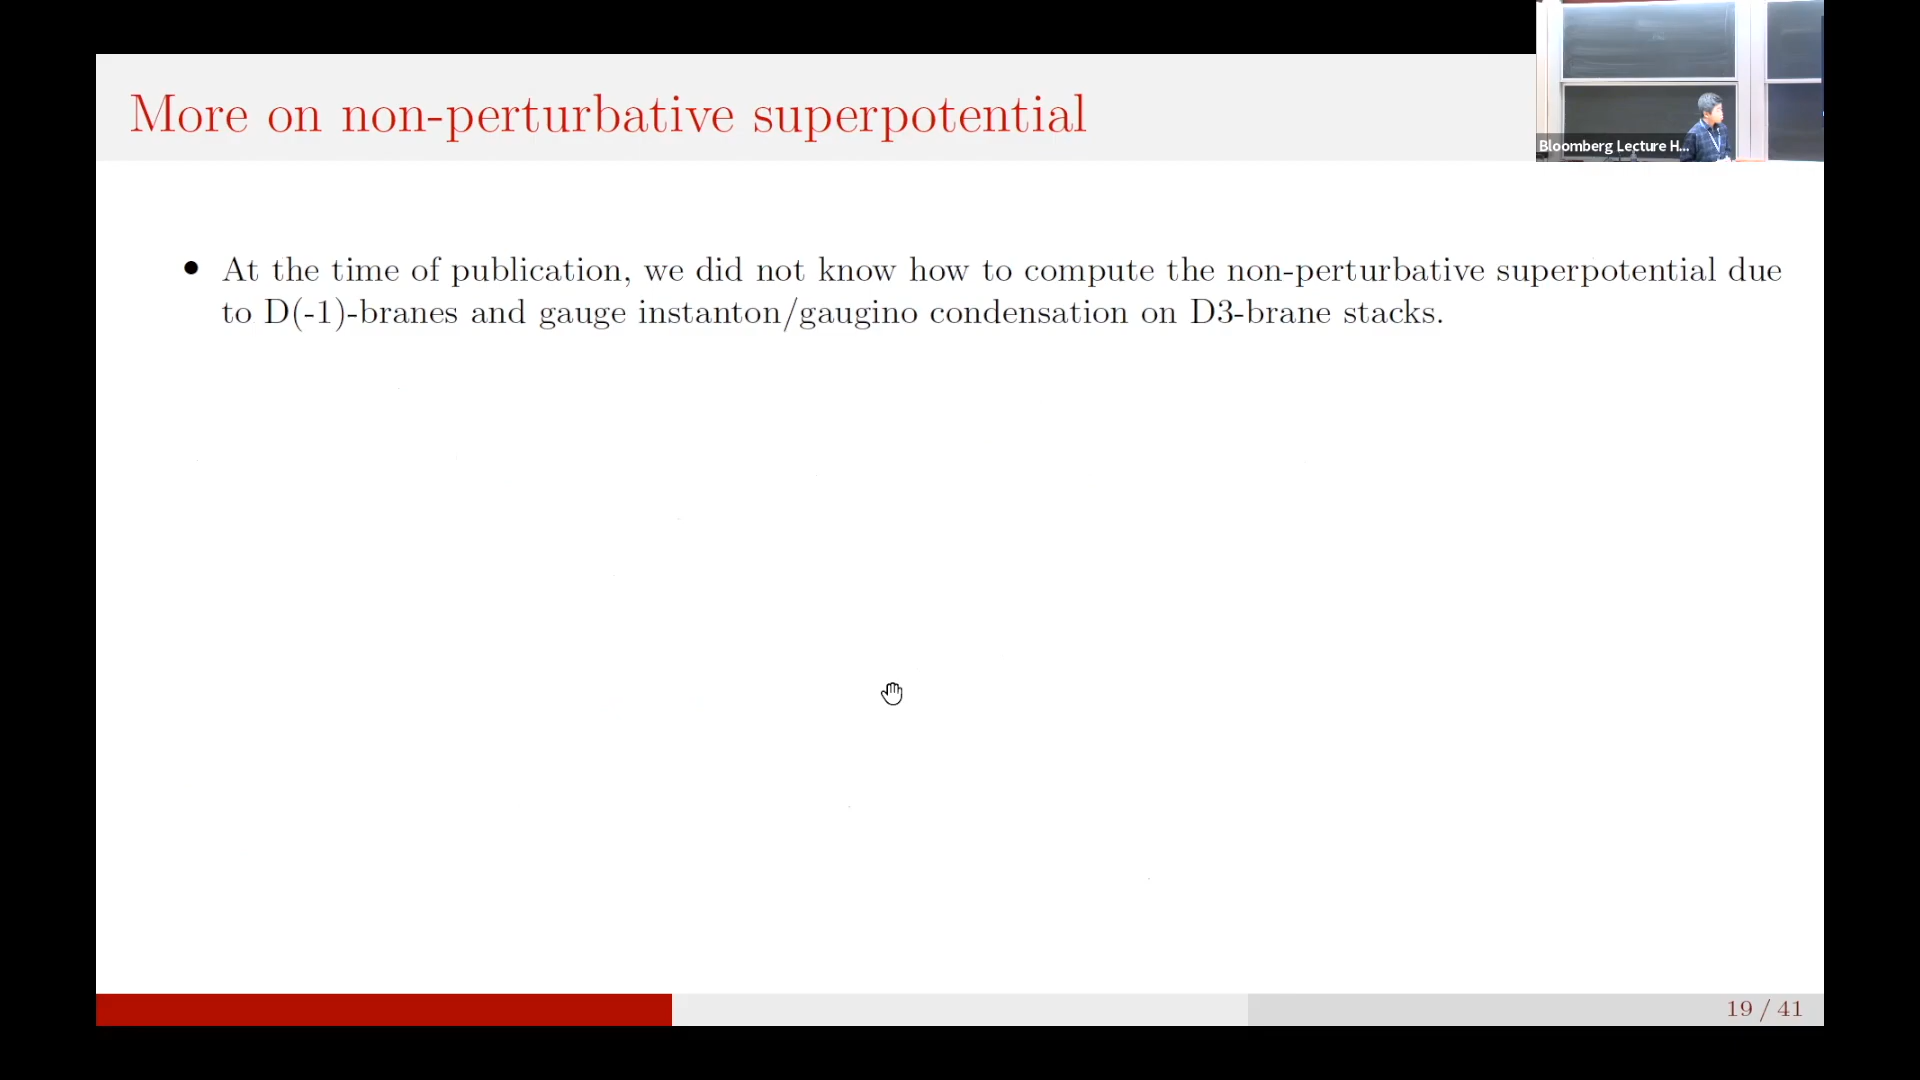 More on non-perturbative superpotential
Bloomberg Lecture H...
• At the time of publication, we did not know how to compute the non-perturbative superpotential due
to D(-1)-branes and gauge instanton/gaugino condensation on D3-brane stacks.
19 / 41